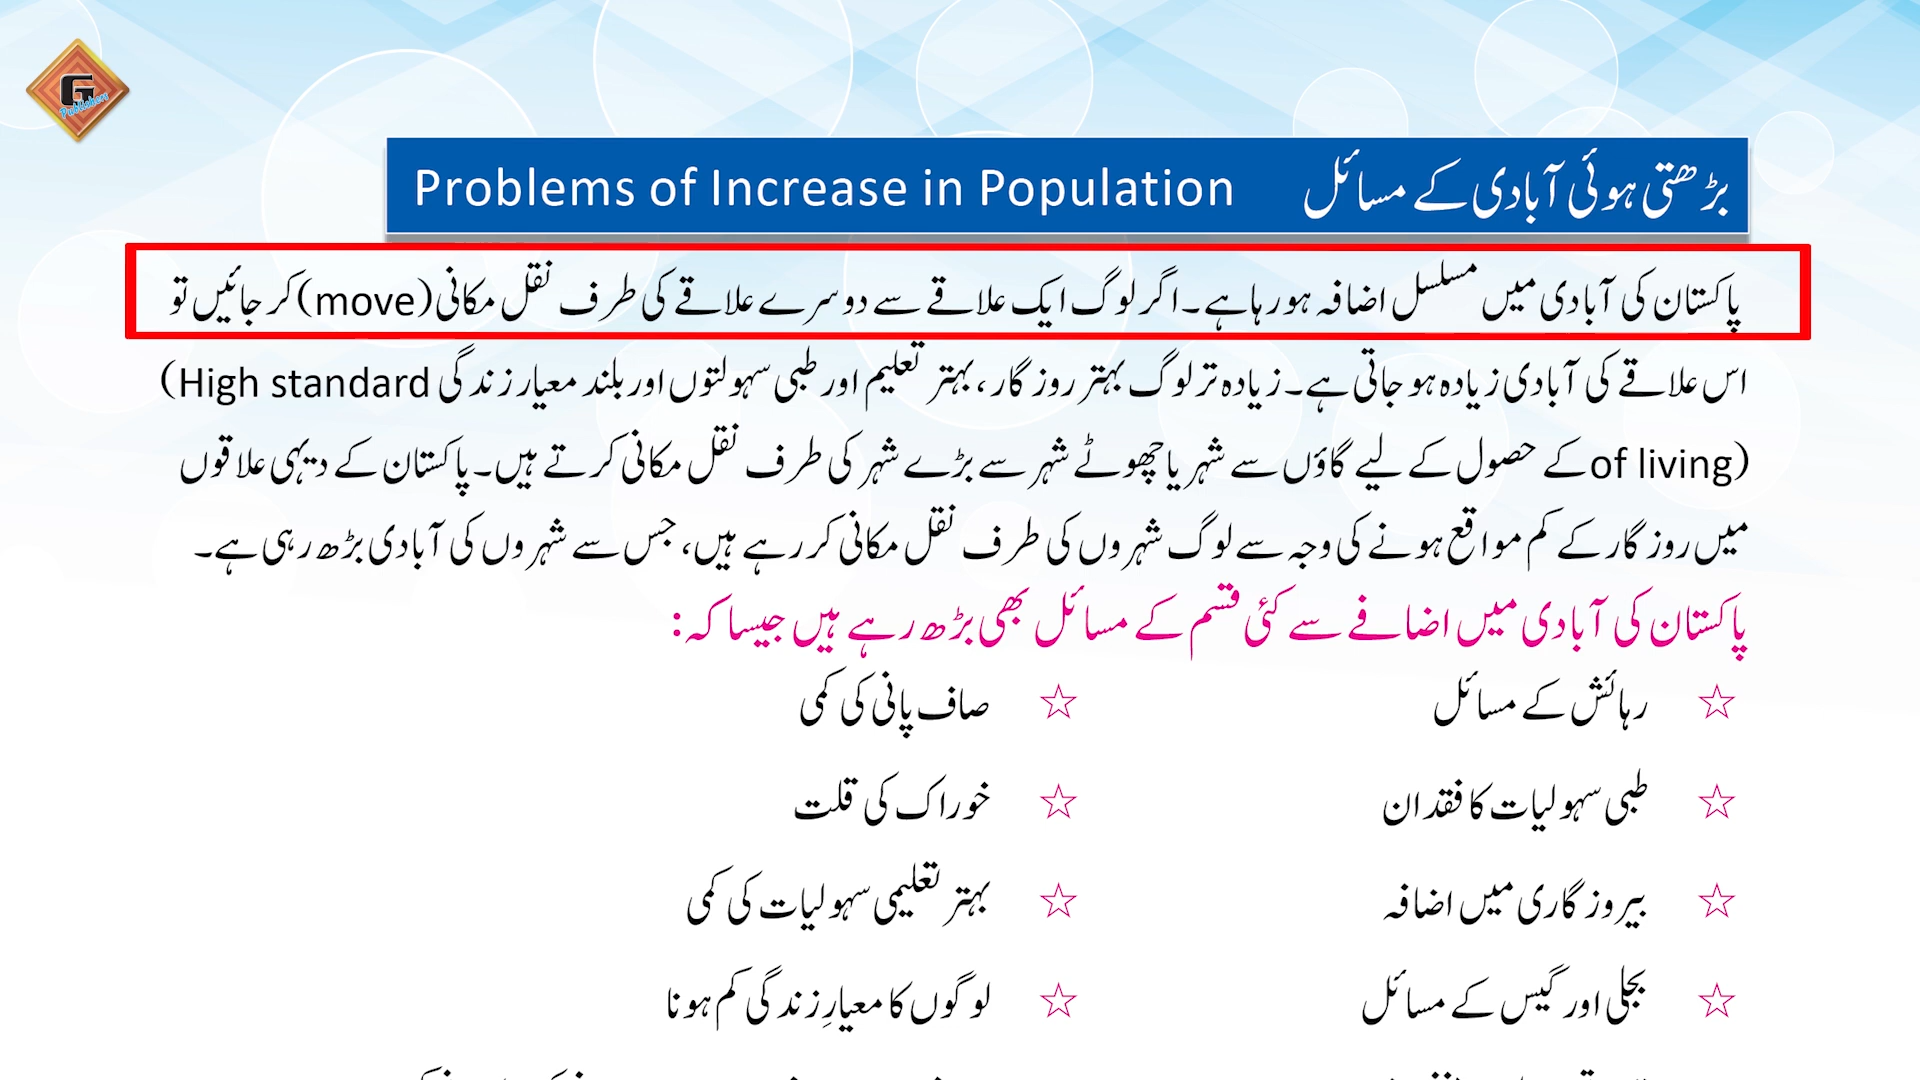 G
Publishers
بڑھتی ہوئی آبادی کے مسائل Problems of Increase in Population
پاکستان کی آبادی میں مسلسل اضافہ ہو رہا ہے۔ اگر لوگ ایک علاقے سے دوسرے علاقے کی طرف نقل مکانی (move) کر جائیں تو
اس علاقے کی آبادی زیادہ ہو جاتی ہے۔ زیادہ تر لوگ بہتر روز گار، بہتر تعلیم اور طبی سہولتوں اور بلند معیار زندگی (High standard
of living) کے حصول کے لیے گاؤں سے شہر یا چھوٹے شہر سے بڑے شہر کی طرف نقل مکانی کرتے ہیں۔ پاکستان کے دیہی علاقوں
میں روز گار کے کم مواقع ہونے کی وجہ سے لوگ شہروں کی طرف نقل مکانی کر رہے ہیں، جس سے شہروں کی آبادی بڑھ رہی ہے۔
پاکستان کی آبادی میں اضافے سے کئی قسم کے مسائل بھی بڑھ رہے ہیں جیسا کہ:
☆ رہائش کے مسائل ☆ صاف پانی کی کمی
☆ طبی سہولیات کا فقدان ☆ خوراک کی قلت
☆ بیروز گاری میں اضافہ ☆ بہتر تعلیمی سہولیات کی کمی
☆ بجلی اور گیس کے مسائل ☆ لوگوں کا معیارِ زندگی کم ہونا